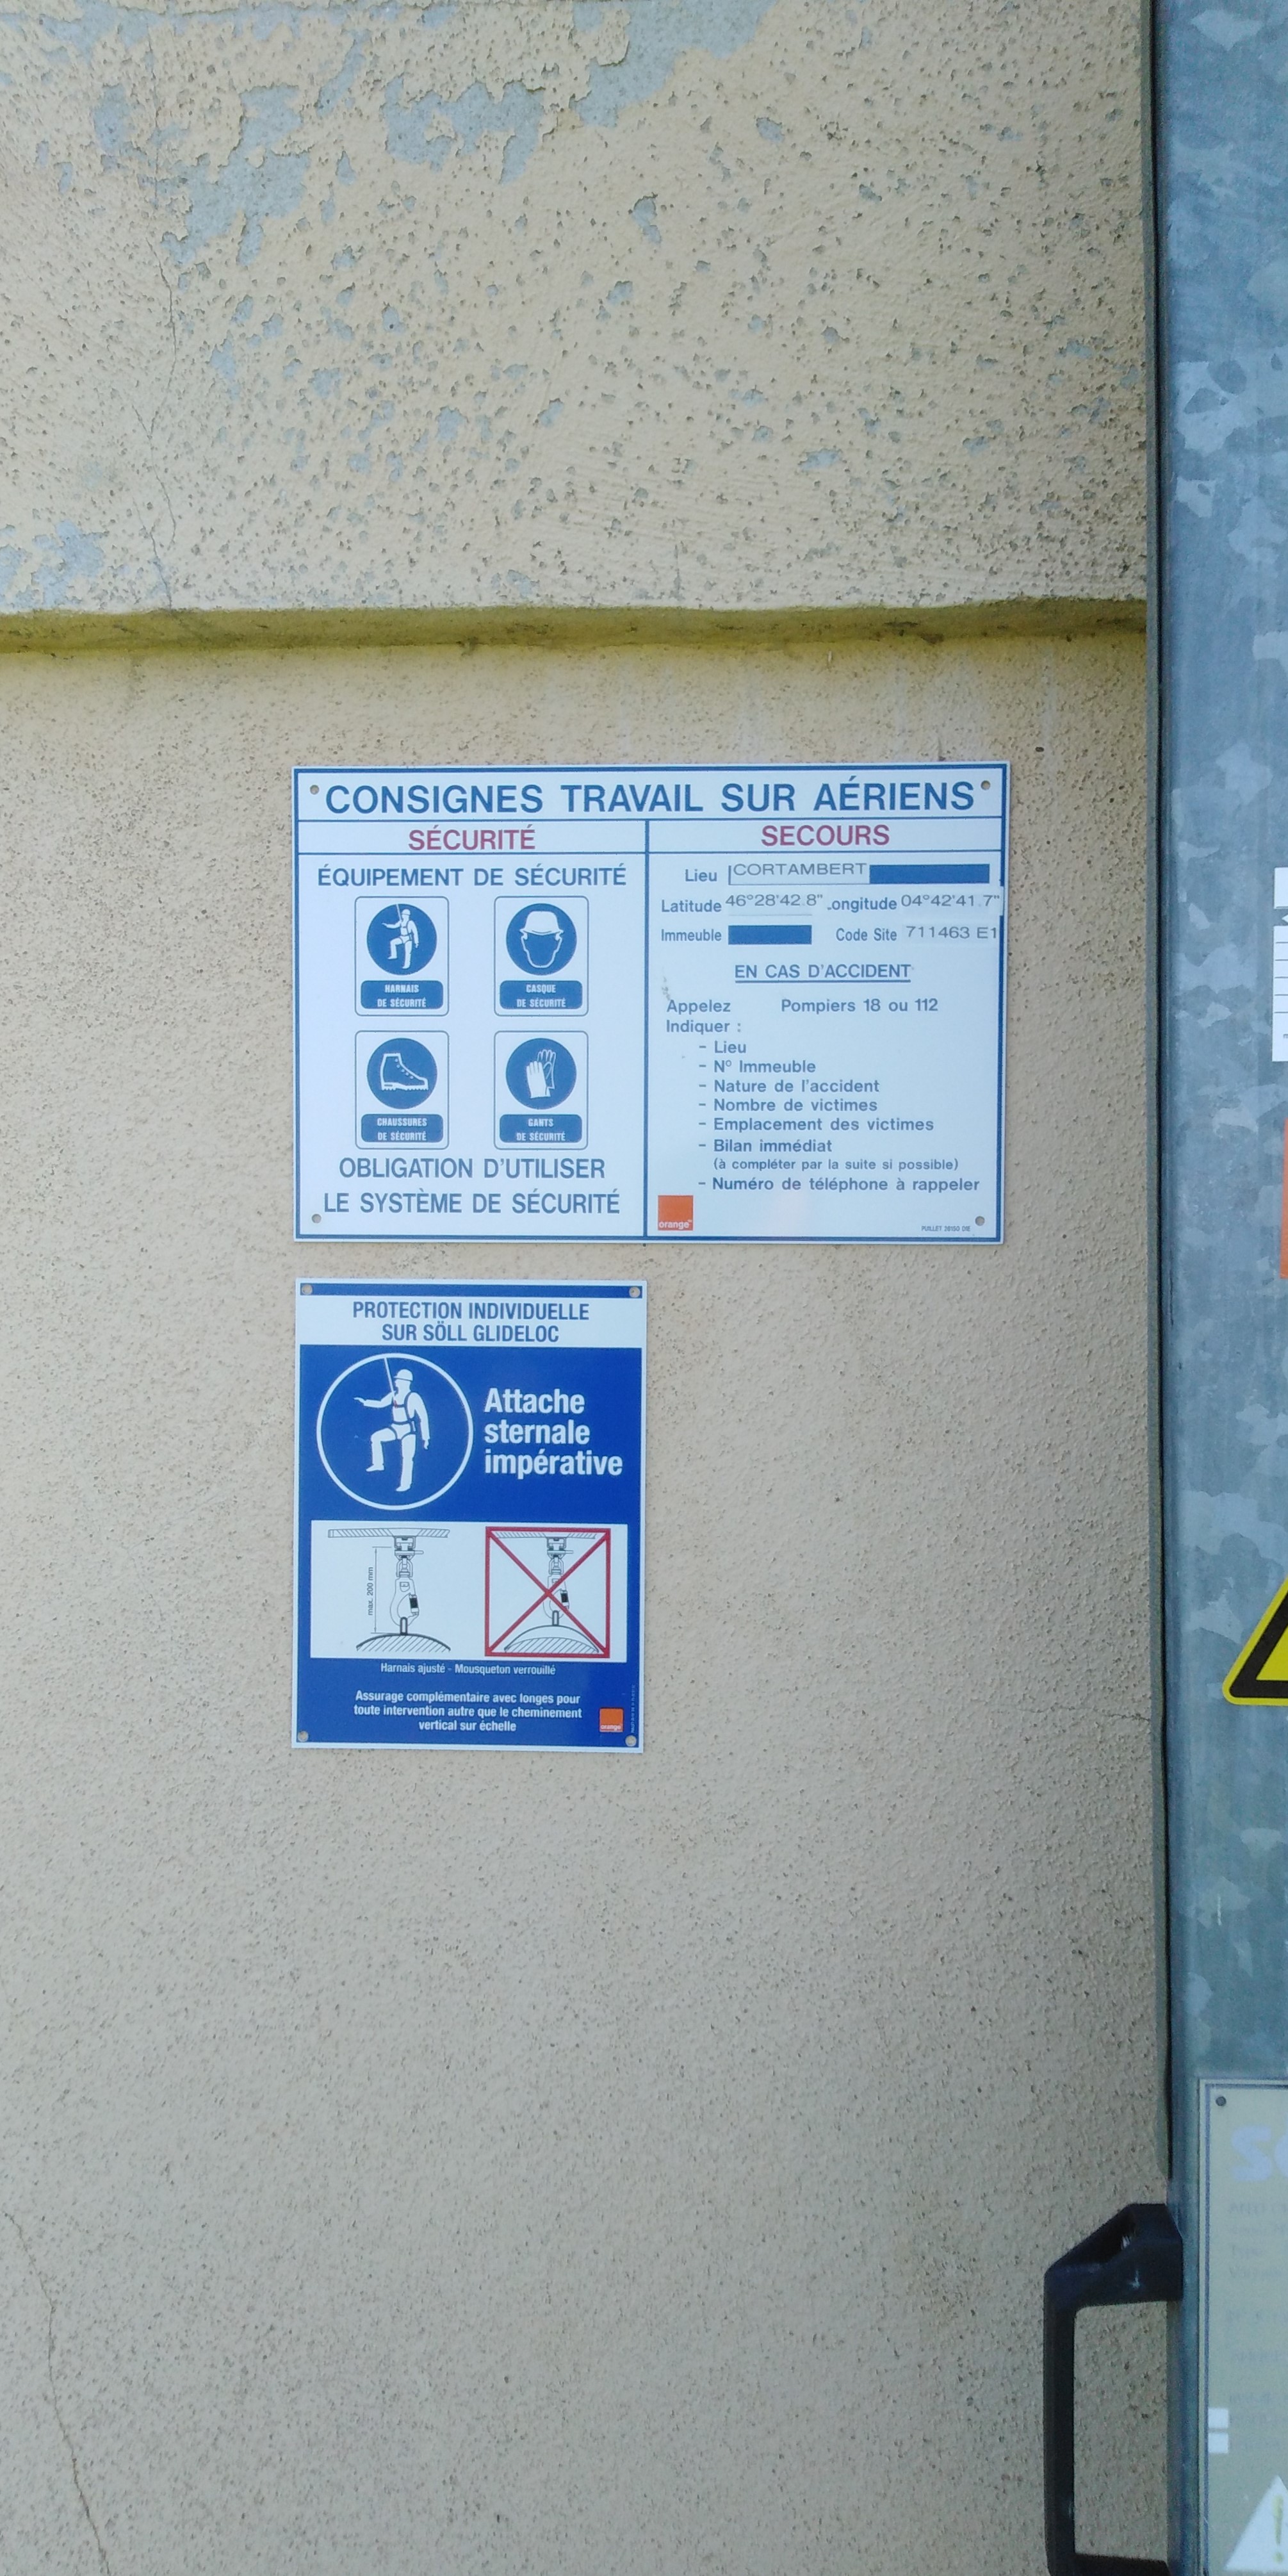 CONSIGNES TRAVAIL SUR AÉRIENS
SÉCURITÉ
ÉQUIPEMENT DE SÉCURITÉ
HARNAIS
DE SÉCURITÉ
CASQUE
DE SÉCURITÉ
CHAUSSURES
DE SÉCURITÉ
GANTS
DE SÉCURITÉ
OBLIGATION D'UTILISER
LE SYSTÈME DE SÉCURITÉ
SECOURS
Lieu CORTAMBERT
Latitude 46°28'42.8" Longitude 04°42'41.7"
Immeuble Code Site 711463 E1
EN CAS D'ACCIDENT
Appelez Pompiers 18 ou 112
Indiquer :
- Lieu
- N° Immeuble
- Nature de l'accident
- Nombre de victimes
- Emplacement des victimes
- Bilan immédiat
(à compléter par la suite si possible)
- Numéro de téléphone à rappeler
orange
PROTECTION INDIVIDUELLE
SUR SÖLL GLIDELOC
Attache
sternale
impérative
max. 200 mm
Harnais ajusté - Mousqueton verrouillé
Assurage complémentaire avec longes pour
toute intervention autre que le cheminement
vertical sur échelle
orange